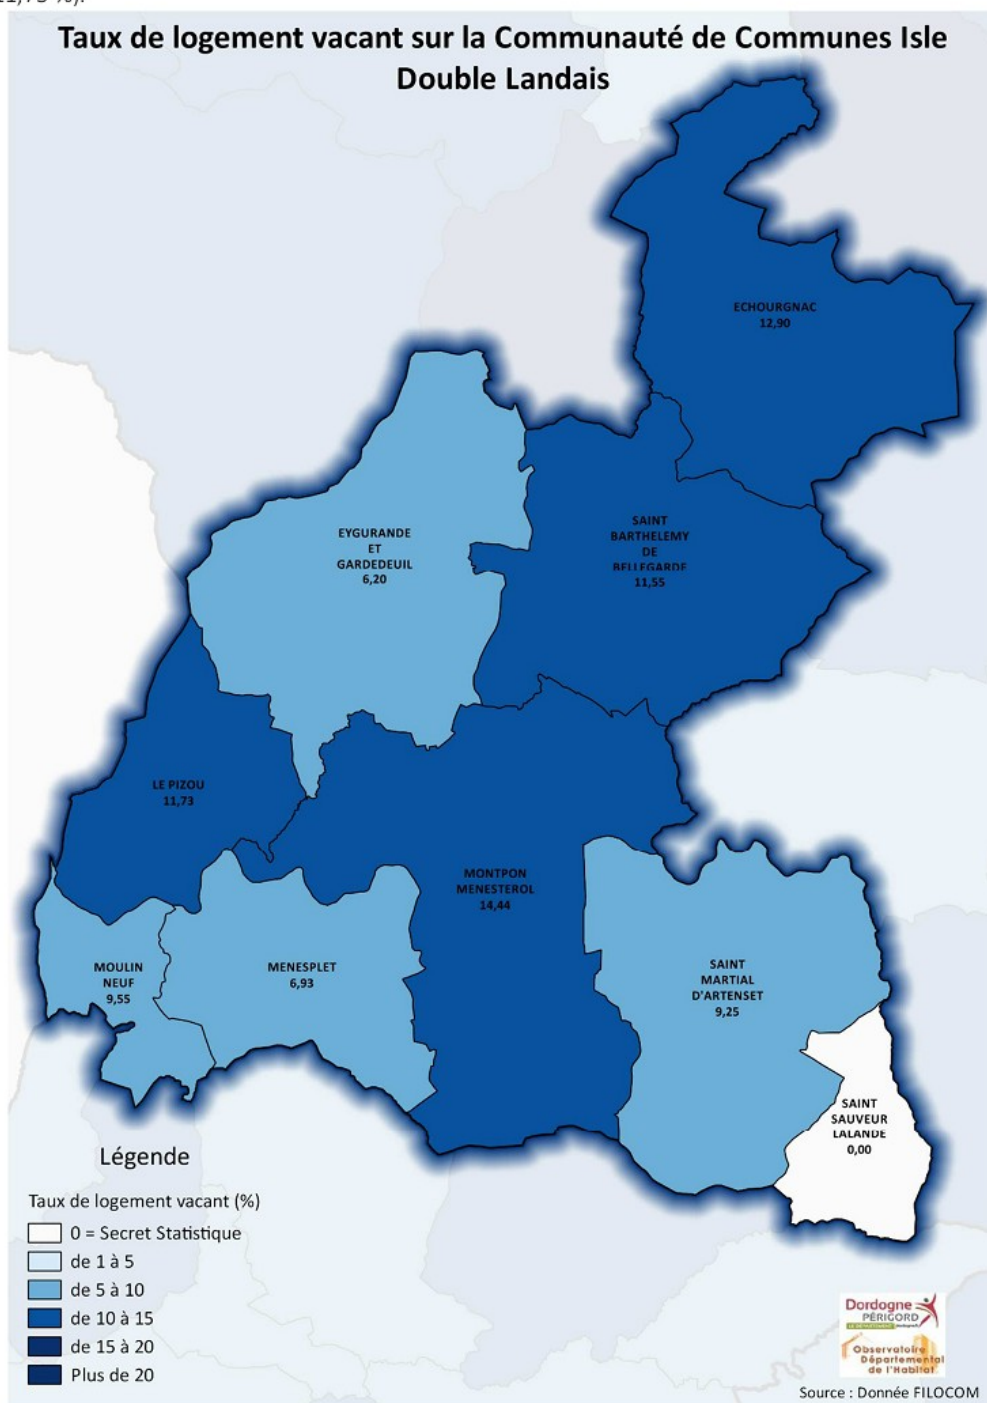 11,73 %).
Taux de logement vacant sur la Communauté de Communes Isle
Double Landais
ECHOURGNAC
12,90
EYGURANDE
ET
GARDEDEUIL
6,20
SAINT
BARTHELEMY
DE
BELLEGARDE
11,55
LE PIZOU
11,73
MONTPON
MENESTEROL
14,44
MOULIN
NEUF
9,55
MENESPLET
6,93
SAINT
MARTIAL
D'ARTENSET
9,25
SAINT
SAUVEUR
LALANDE
0,00
Légende
Taux de logement vacant (%)
0 = Secret Statistique
de 1 à 5
de 5 à 10
de 10 à 15
de 15 à 20
Plus de 20
Dordogne
PÉRIGORD
Observatoire
Départemental
de l'Habitat
Source : Donnée FILOCOM